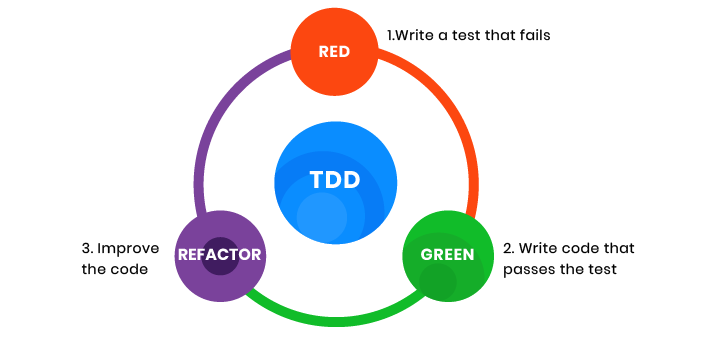 RED
1.Write a test that fails
TDD
3. Improve
the code
REFACTOR
GREEN
2. Write code that
passes the test